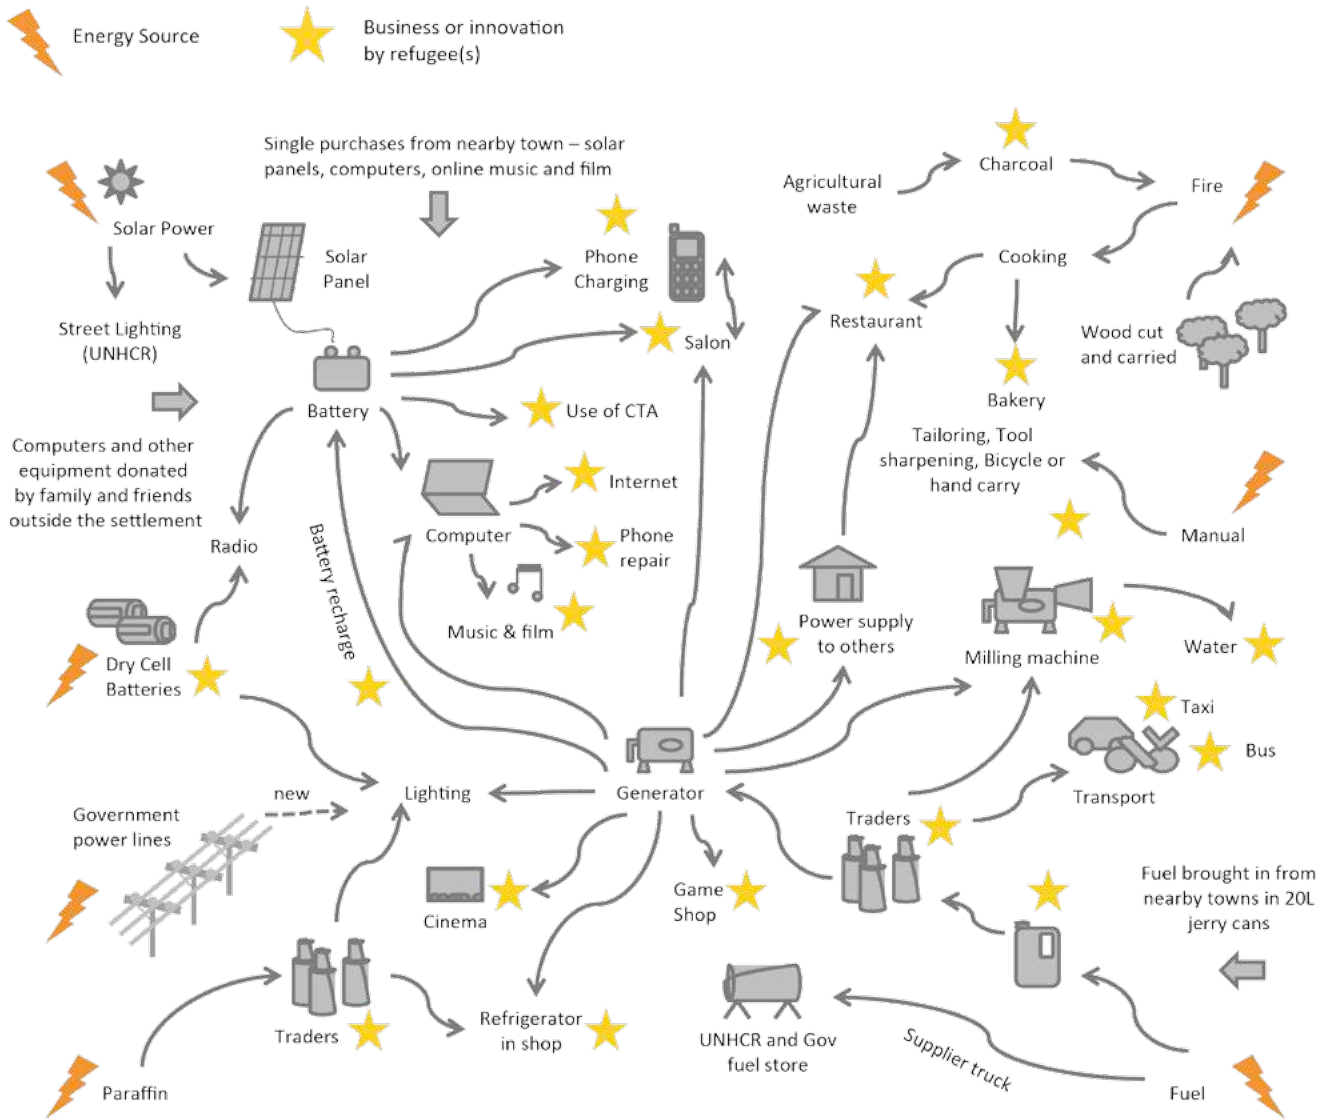 Energy Source
Business or innovation
by refugee(s)
Single purchases from nearby town – solar
panels, computers, online music and film
Charcoal
Agricultural
waste
Fire
Solar Power
Solar
Panel
Phone
Charging
Cooking
Street Lighting
(UNHCR)
Salon
Restaurant
Wood cut
and carried
Battery
Use of CTA
Bakery
Computers and other
equipment donated
by family and friends
outside the settlement
Tailoring, Tool
sharpening, Bicycle or
hand carry
Internet
Radio
Computer
Phone
repair
Manual
Battery recharge
Music & film
Power supply
to others
Milling machine
Water
Dry Cell
Batteries
Taxi
Bus
Transport
Lighting
Generator
new
Government
power lines
Traders
Cinema
Game
Shop
Fuel brought in from
nearby towns in 20L
jerry cans
Traders
Refrigerator
in shop
UNHCR and Gov
fuel store
Supplier truck
Paraffin
Fuel